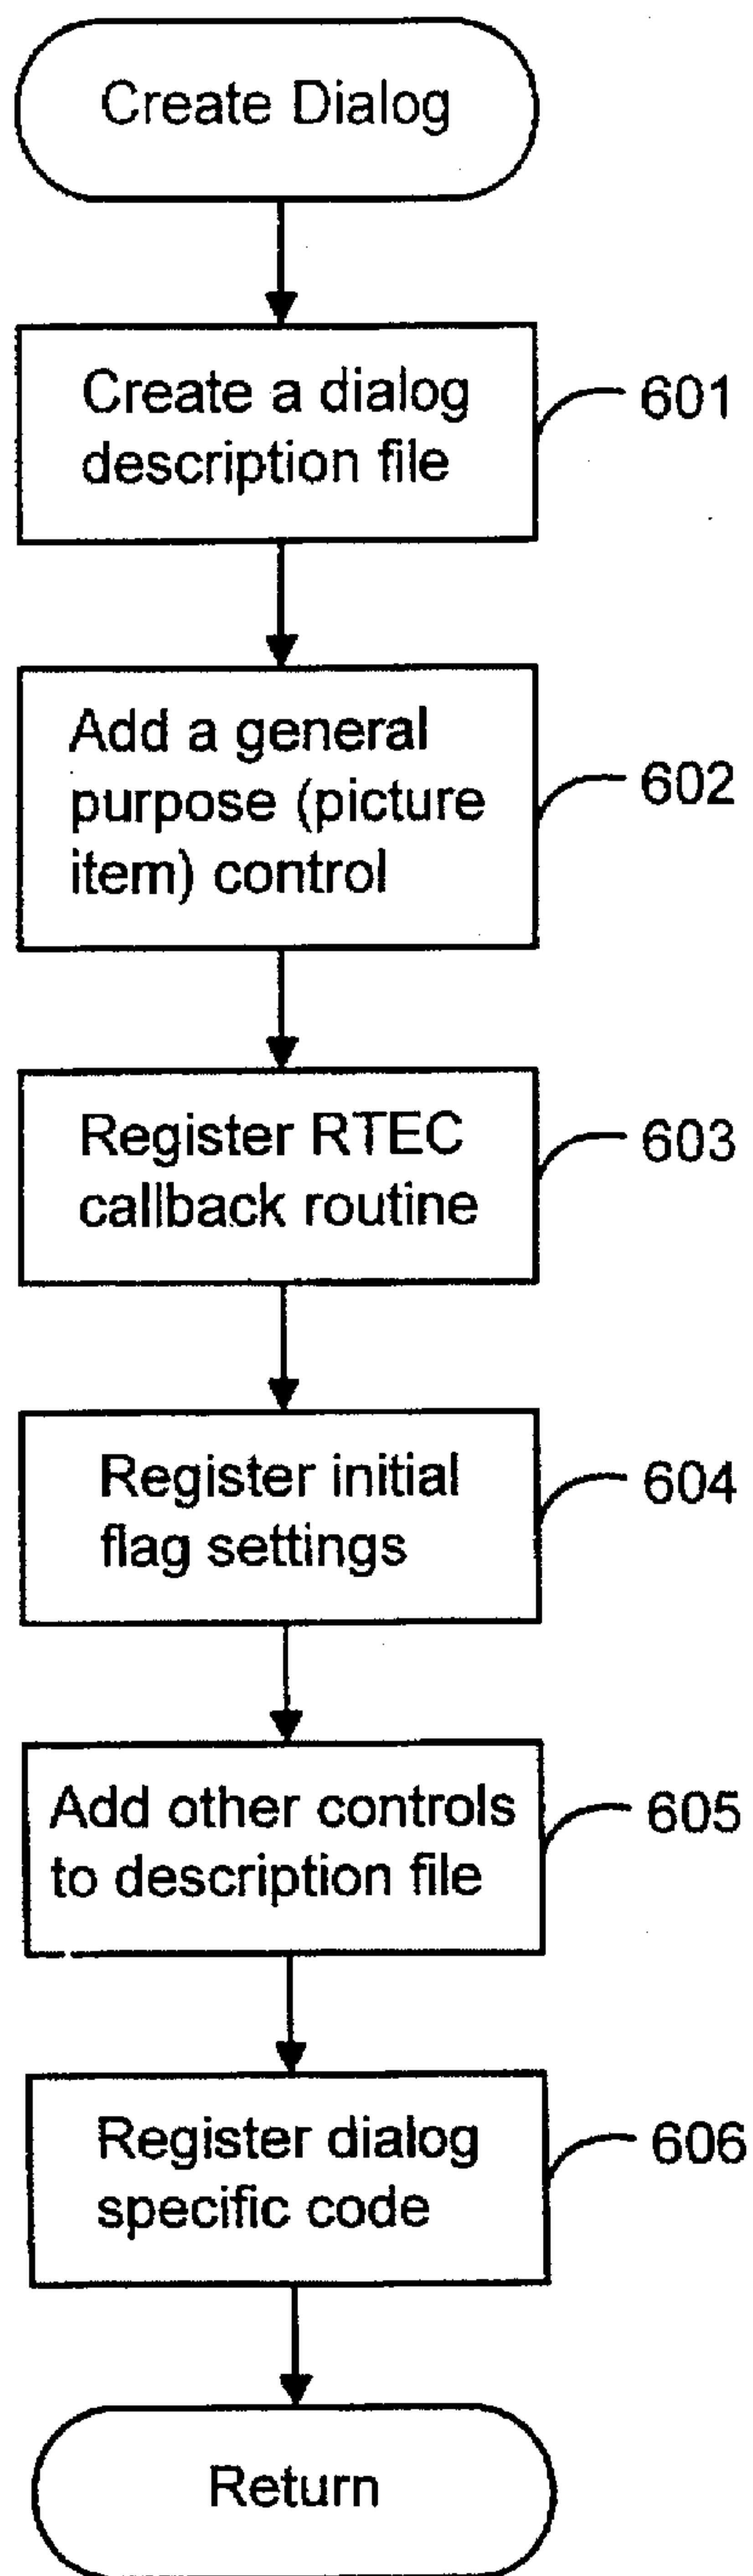 Create Dialog
Create a dialog
description file
601
Add a general
purpose (picture
item) control
602
Register RTEC
callback routine
603
Register initial
flag settings
604
Add other controls
to description file
605
Register dialog
specific code
606
Return